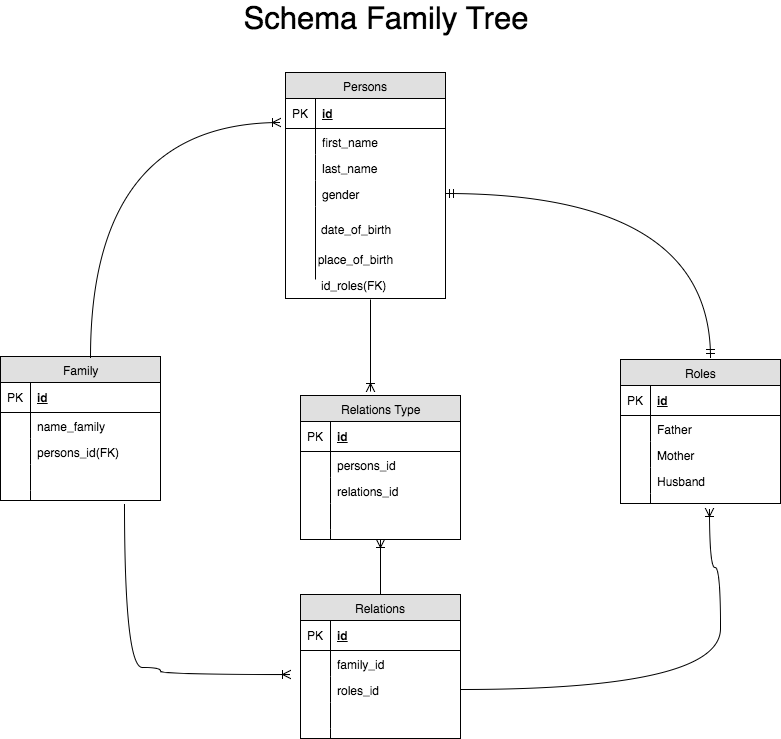 Schema Family Tree
Persons
PK id
first_name
last_name
gender
date_of_birth
place_of_birth
id_roles(FK)
Family
PK id
name_family
persons_id(FK)
Relations Type
PK id
persons_id
relations_id
Roles
PK id
Father
Mother
Husband
Relations
PK id
family_id
roles_id